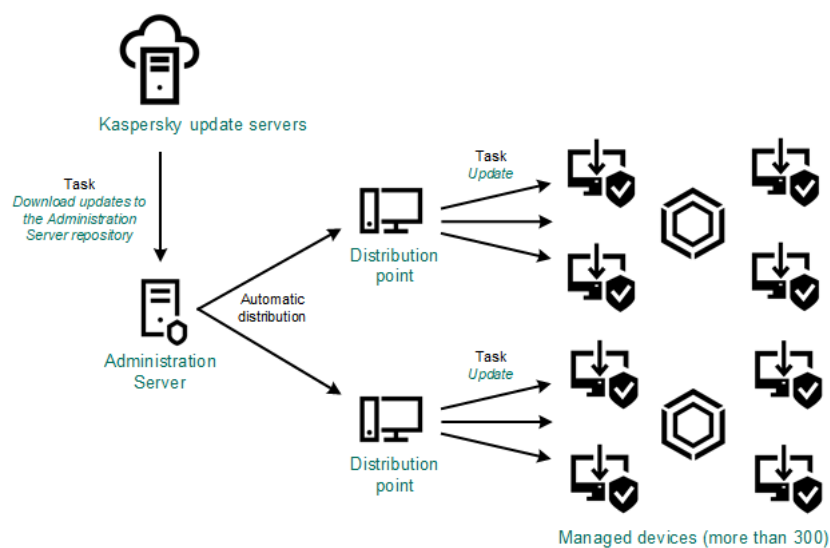 Kaspersky update servers
Task
Download updates to
the Administration
Server repository
Administration
Server
Automatic
distribution
Distribution
point
Task
Update
Distribution
point
Task
Update
Managed devices (more than 300)